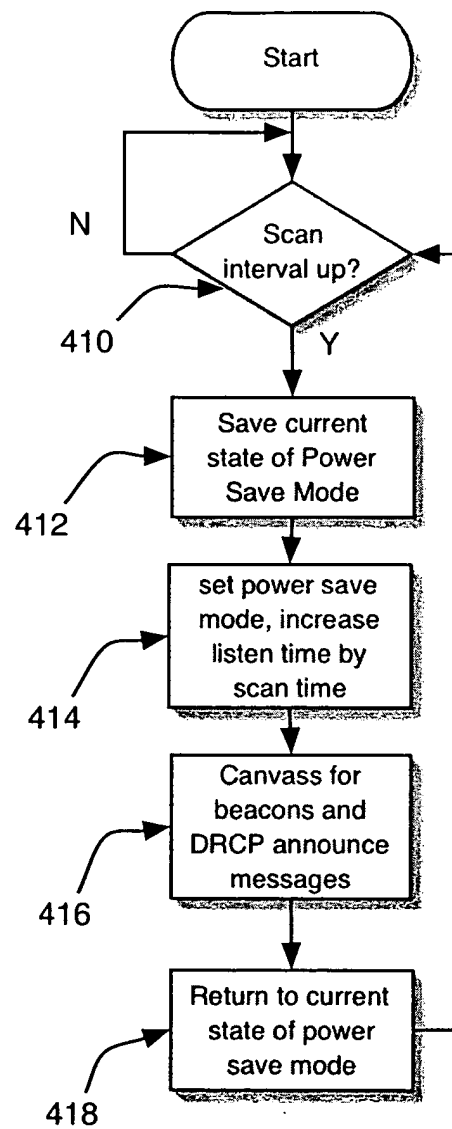 Start
N
Scan
interval up?
410
Y
Save current
state of Power
Save Mode
412
set power save
mode, increase
listen time by
scan time
414
Canvass for
beacons and
DRCP announce
messages
416
Return to current
state of power
save mode
418